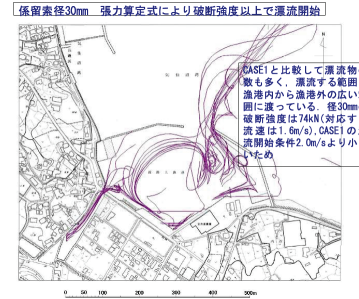 係留索径30mm 張力算定式により破断強度以上で漂流開始
CASE1と比較して漂流物
数も多く，漂流する範囲
漁港内から漁港外の広い
囲に渡っている．径30mm
破断強度は74kN(対応す
流速は1.6m/s),CASE1の
流開始条件2.0m/sより小
いため
0 50 100 200 300 400 500m